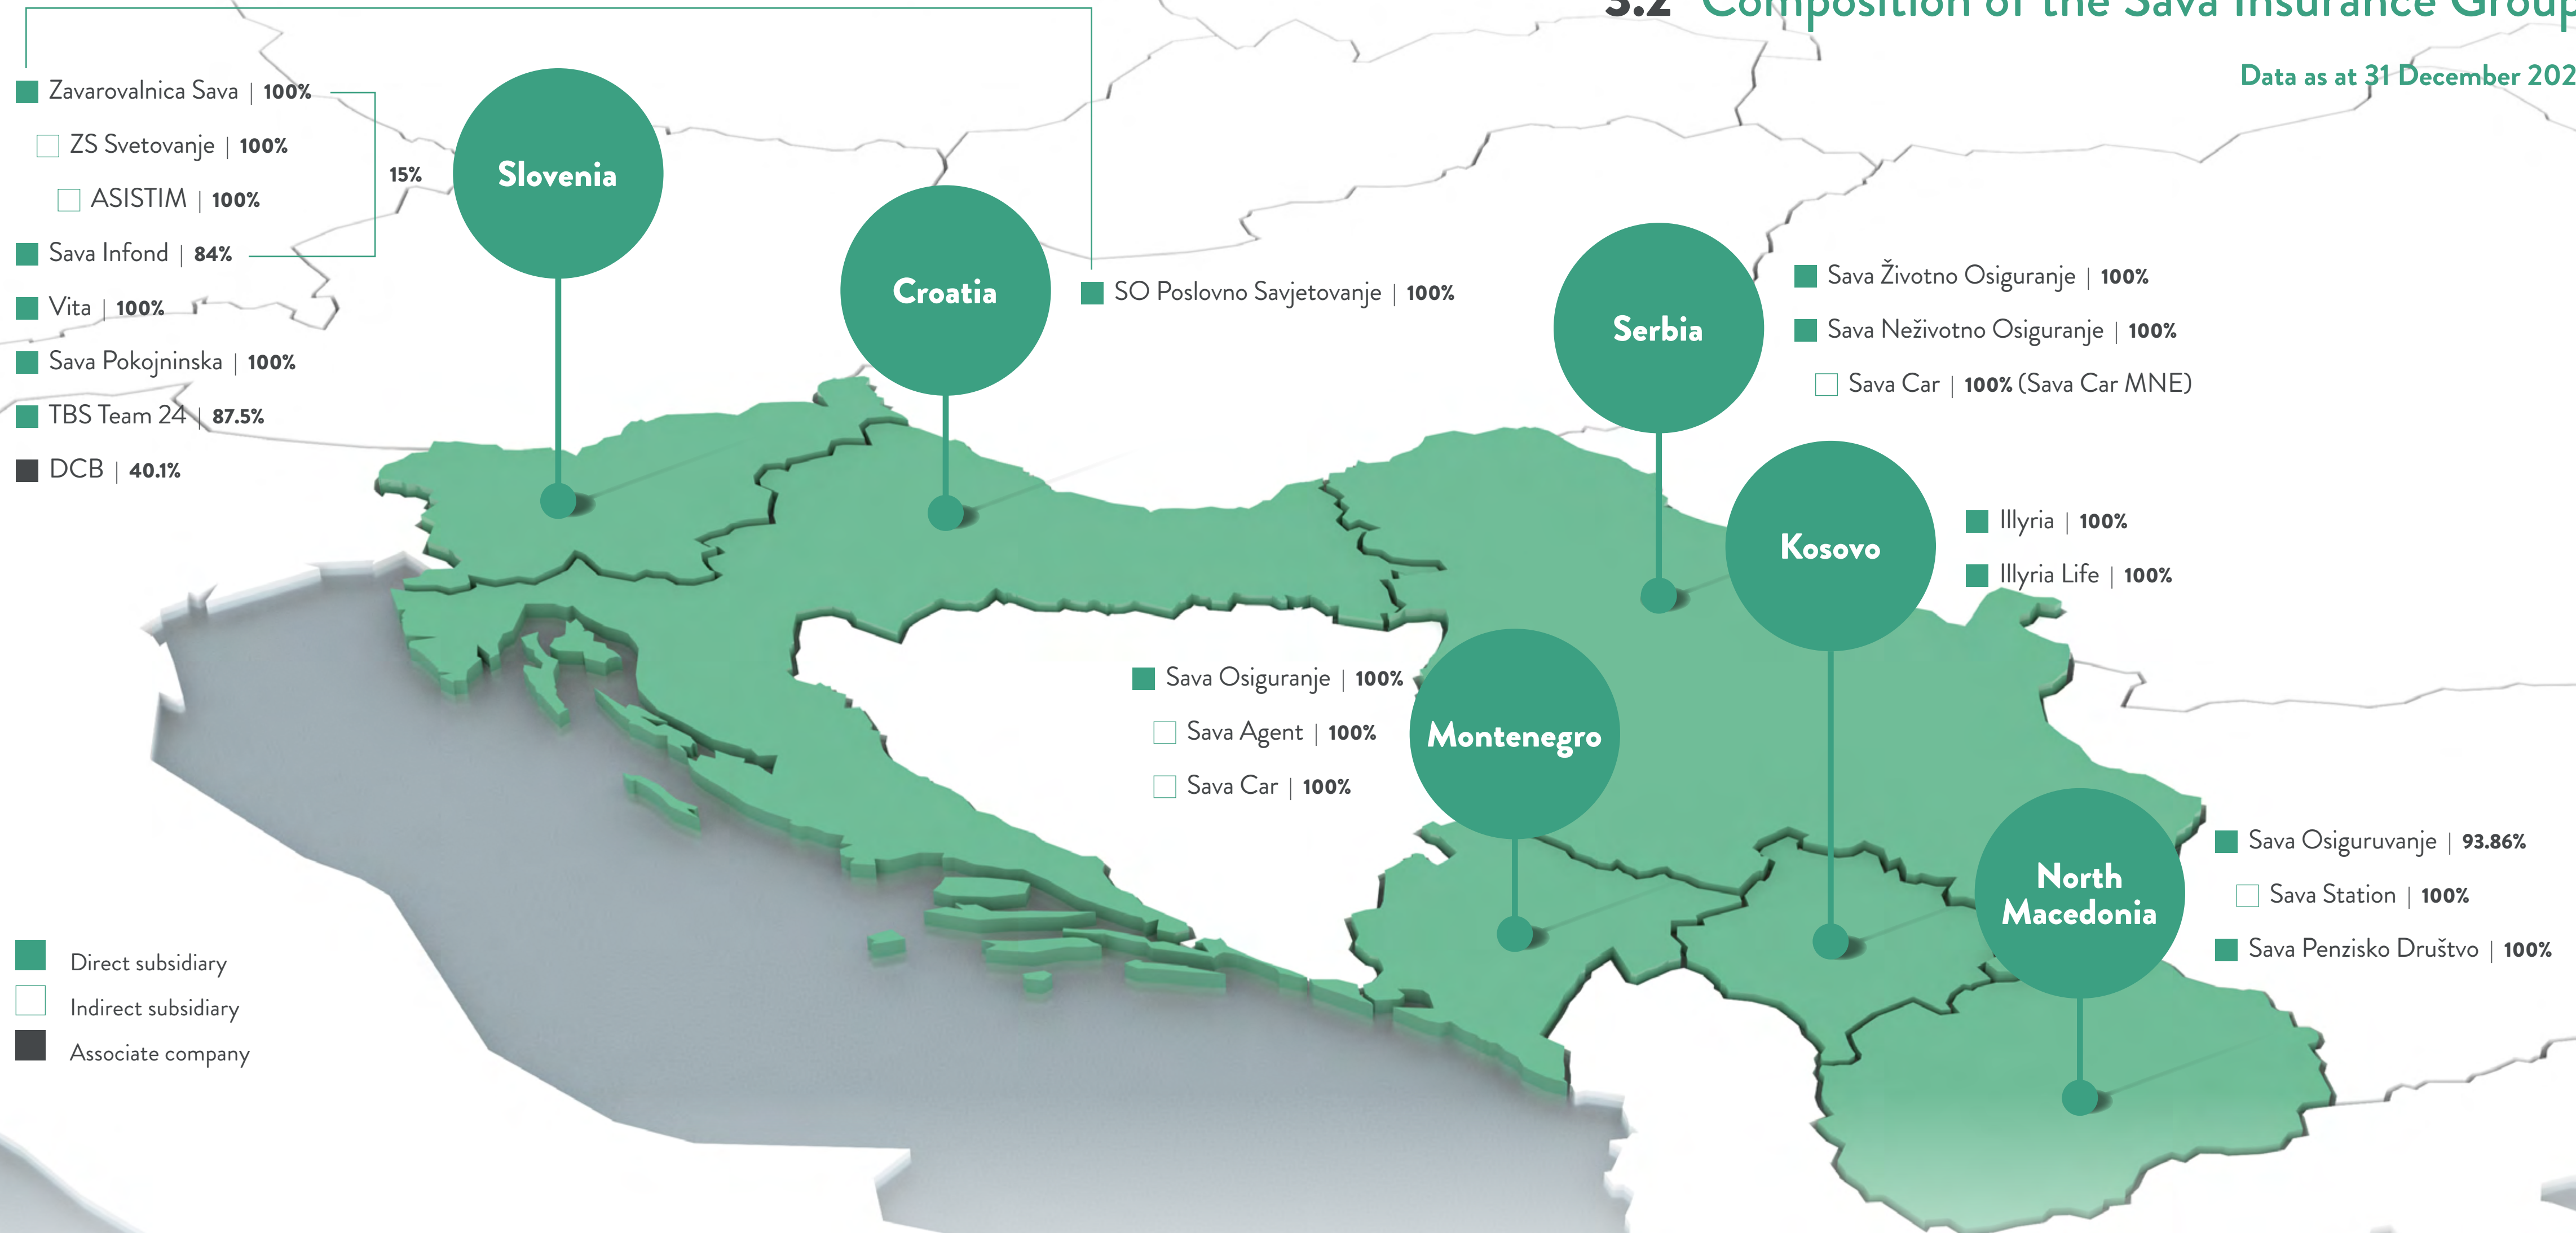 3.2 Composition of the Sava Insurance Group
Data as at 31 December 202
Zavarovalnica Sava | 100%
ZS Svetovanje | 100%
ASISTIM | 100%
15%
Sava Infond | 84%
Vita | 100%
Sava Pokojninska | 100%
TBS Team 24 | 87.5%
DCB | 40.1%
Slovenia
Croatia
SO Poslovno Savjetovanje | 100%
Serbia
Sava Životno Osiguranje | 100%
Sava Neživotno Osiguranje | 100%
Sava Car | 100% (Sava Car MNE)
Kosovo
Illyria | 100%
Illyria Life | 100%
Sava Osiguranje | 100%
Sava Agent | 100%
Sava Car | 100%
Montenegro
North
Macedonia
Sava Osiguruvanje | 93.86%
Sava Station | 100%
Sava Penzisko Društvo | 100%
Direct subsidiary
Indirect subsidiary
Associate company